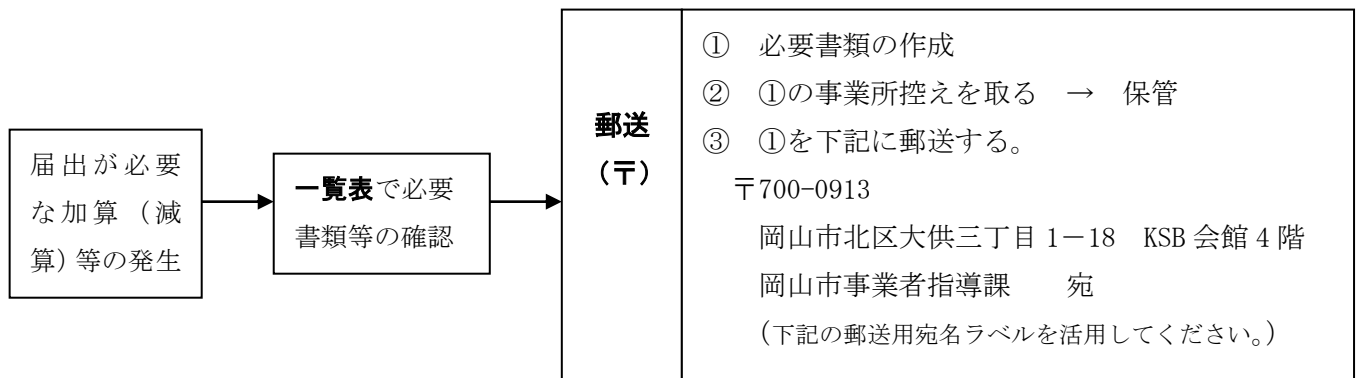 届出が必要
な加算（減
算）等の発生
一覧表で必要
書類等の確認
郵送
（〒）
①　必要書類の作成
②　①の事業所控えを取る　→　保管
③　①を下記に郵送する。
〒700-0913
岡山市北区大供三丁目 1－18　KSB 会館 4 階
岡山市事業者指導課　　宛
（下記の郵送用宛名ラベルを活用してください。）